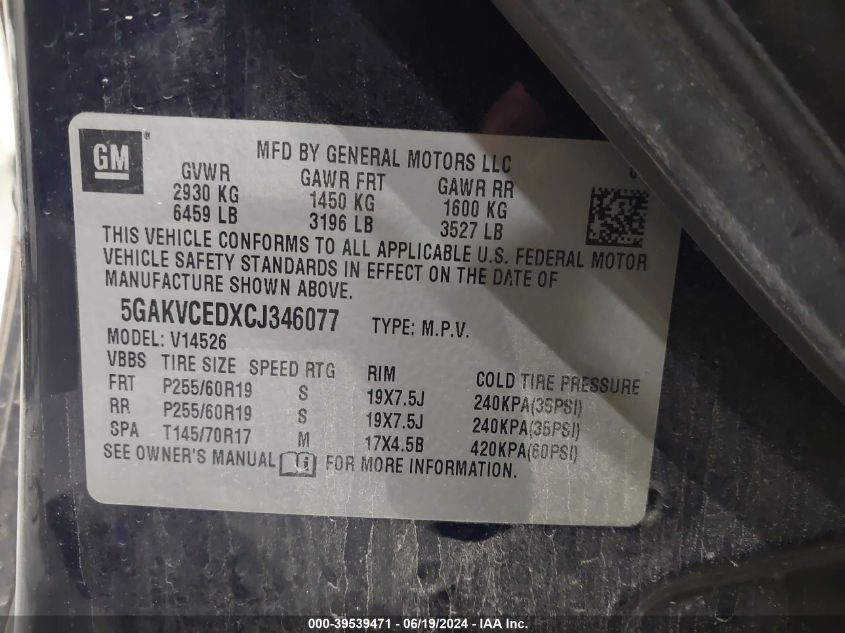 GM ®
MFD BY GENERAL MOTORS LLC
GVWR GAWR FRT GAWR RR
2930 KG 1450 KG 1600 KG
6459 LB 3196 LB 3527 LB
THIS VEHICLE CONFORMS TO ALL APPLICABLE U.S. FEDERAL MOTOR
VEHICLE SAFETY STANDARDS IN EFFECT ON THE DATE OF
MANUFACTURE SHOWN ABOVE.
5GAKVCEDXCJ346077 TYPE: M.P.V.
MODEL: V14526
VBBS TIRE SIZE SPEED RTG RIM COLD TIRE PRESSURE
FRT P255/60R19 S 19X7.5J 240KPA(35PSI)
RR P255/60R19 S 19X7.5J 240KPA(35PSI)
SPA T145/70R17 M 17X4.5B 420KPA(60PSI)
SEE OWNER'S MANUAL FOR MORE INFORMATION.
000-39539471 - 06/19/2024 - IAA Inc.